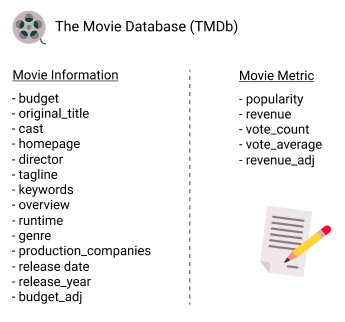 The Movie Database (TMDb)
Movie Information
- budget
- original_title
- cast
- homepage
- director
- tagline
- keywords
- overview
- runtime
- genre
- production_companies
- release date
- release_year
- budget_adj
Movie Metric
- popularity
- revenue
- vote_count
- vote_average
- revenue_adj